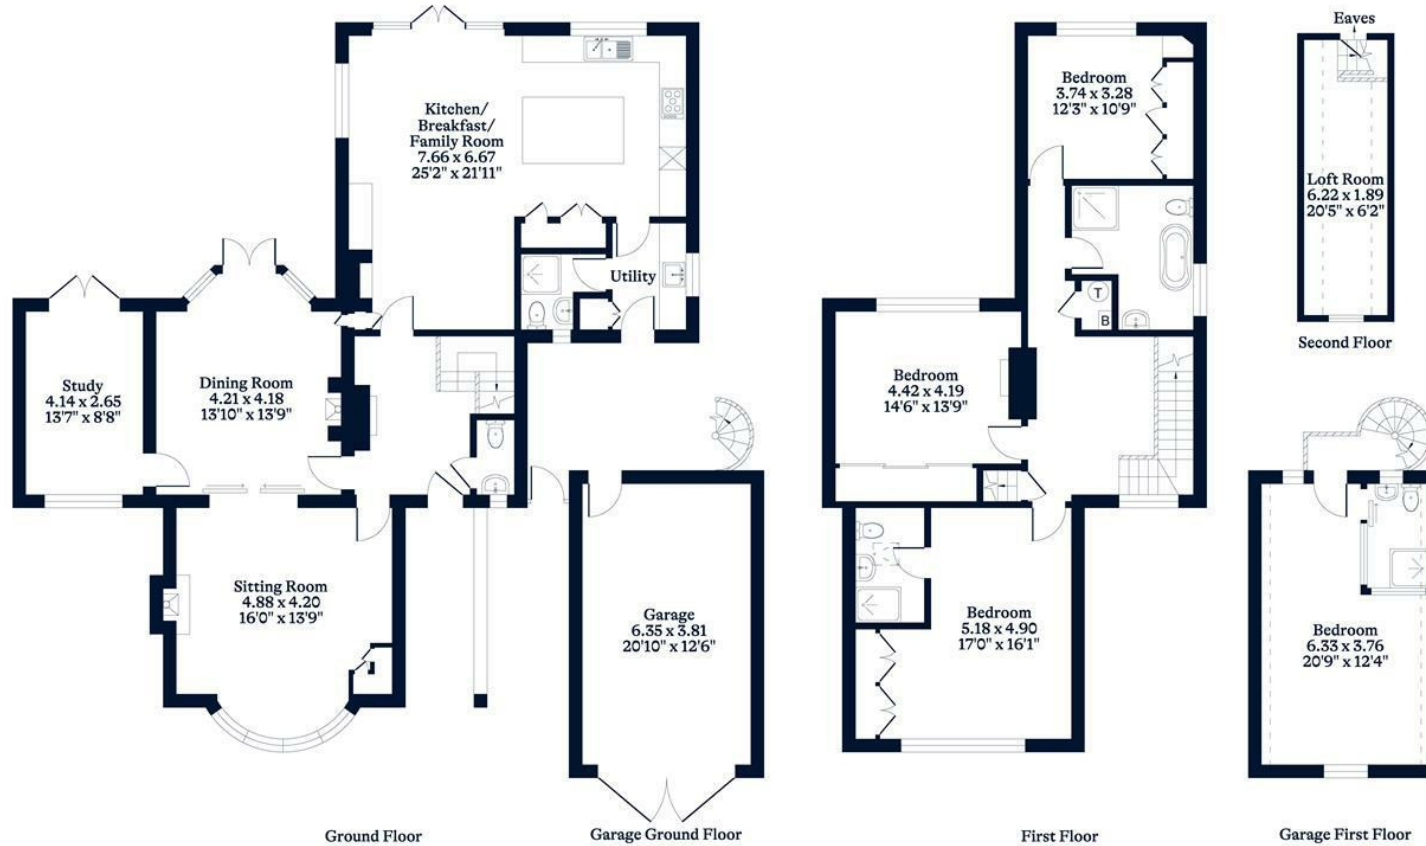 Kitchen/
Breakfast/
Family Room
7.66 x 6.67
25'2" x 21'11"
Utility
Study
4.14 x 2.65
13'7" x 8'8"
Dining Room
4.21 x 4.18
13'10" x 13'9"
Sitting Room
4.88 x 4.20
16'0" x 13'9"
Ground Floor
Garage
6.35 x 3.81
20'10" x 12'6"
Garage Ground Floor
Bedroom
3.74 x 3.28
12'3" x 10'9"
T
B
Bedroom
4.42 x 4.19
14'6" x 13'9"
Bedroom
5.18 x 4.90
17'0" x 16'1"
First Floor
Eaves
Loft Room
6.22 x 1.89
20'5" x 6'2"
Second Floor
Bedroom
6.33 x 3.76
20'9" x 12'4"
Garage First Floor